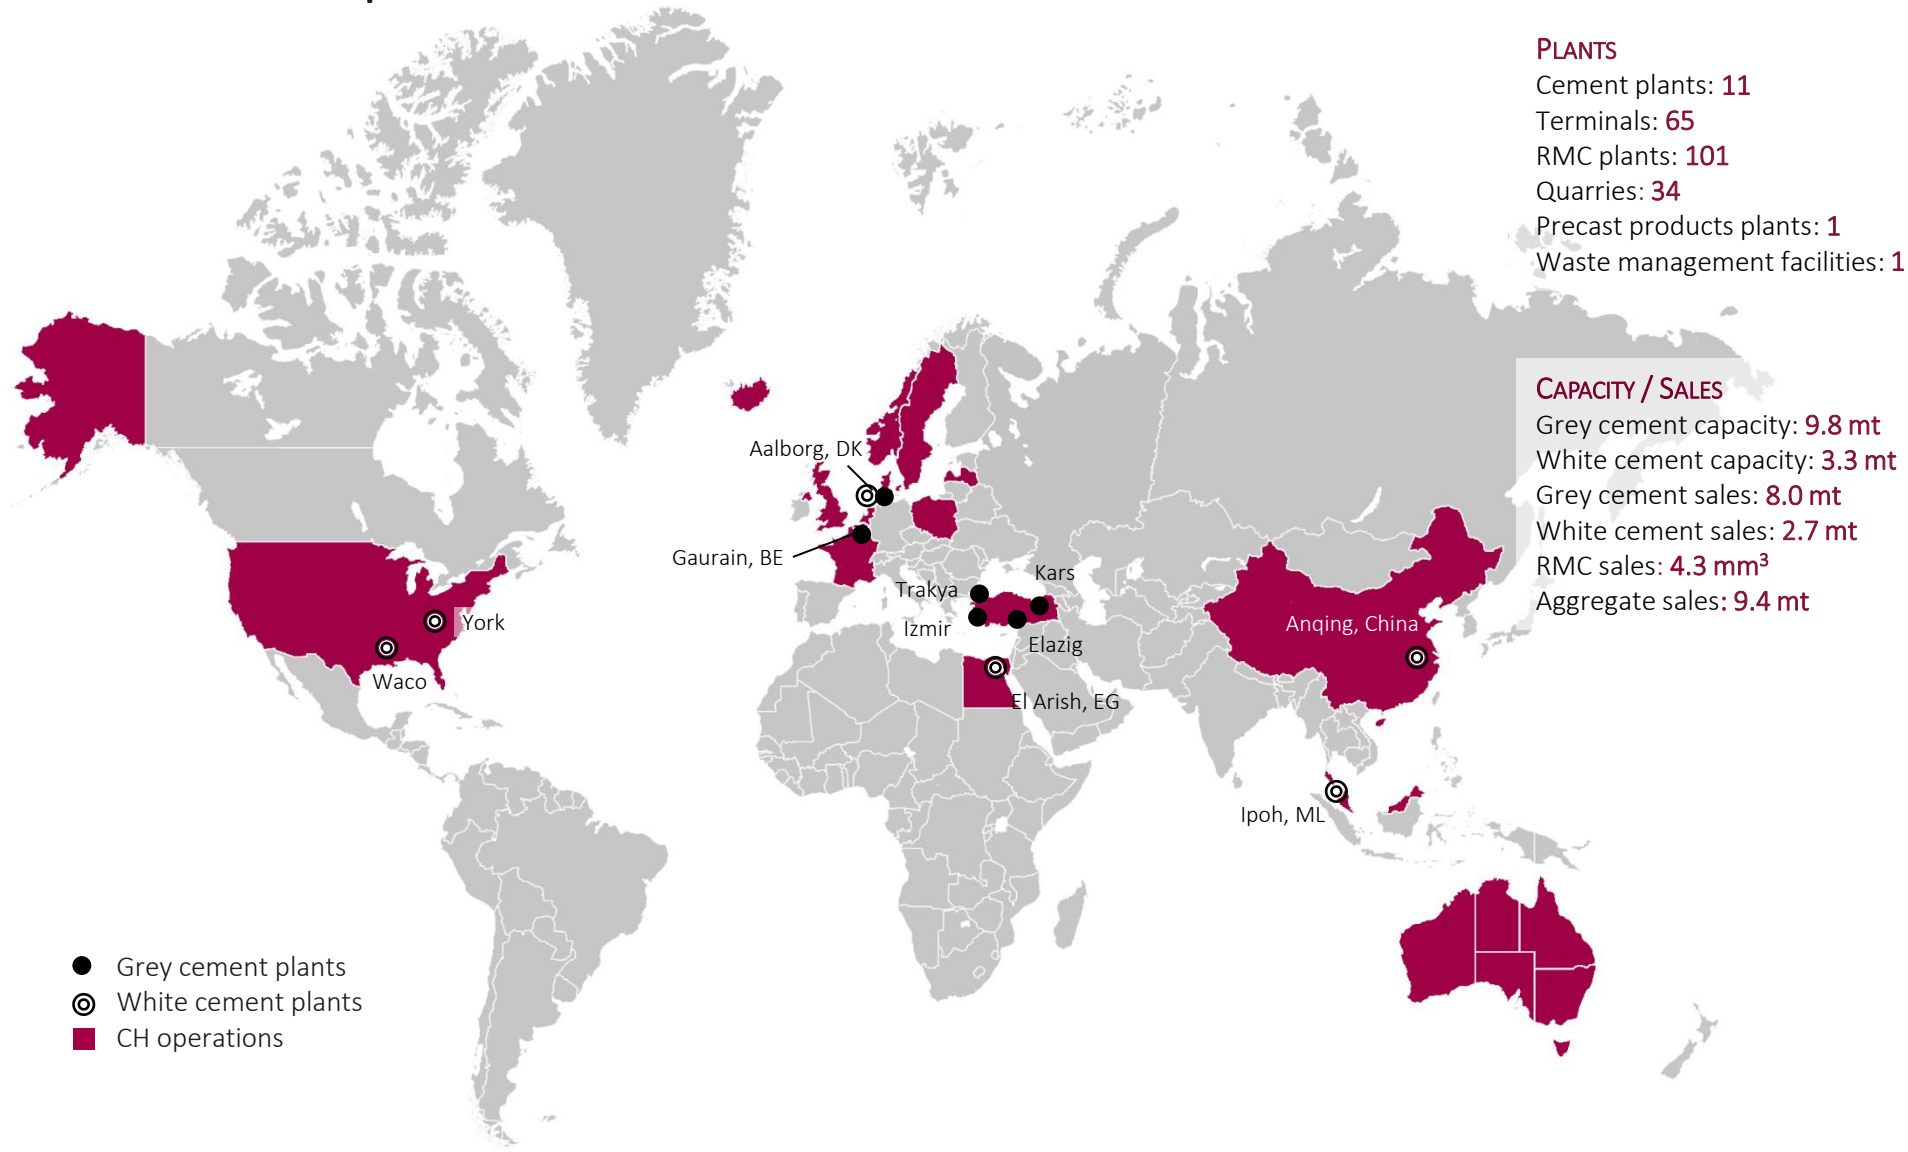 PLANTS
Cement plants: 11
Terminals: 65
RMC plants: 101
Quarries: 34
Precast products plants: 1
Waste management facilities: 1
CAPACITY / SALES
Grey cement capacity: 9.8 mt
White cement capacity: 3.3 mt
Grey cement sales: 8.0 mt
White cement sales: 2.7 mt
RMC sales: 4.3 mm³
Aggregate sales: 9.4 mt
Aalborg, DK
Gaurain, BE
Kars
Trakya
Izmir
Elazig
El Arish, EG
York
Waco
Anqing, China
Ipoh, ML
Grey cement plants
White cement plants
CH operations